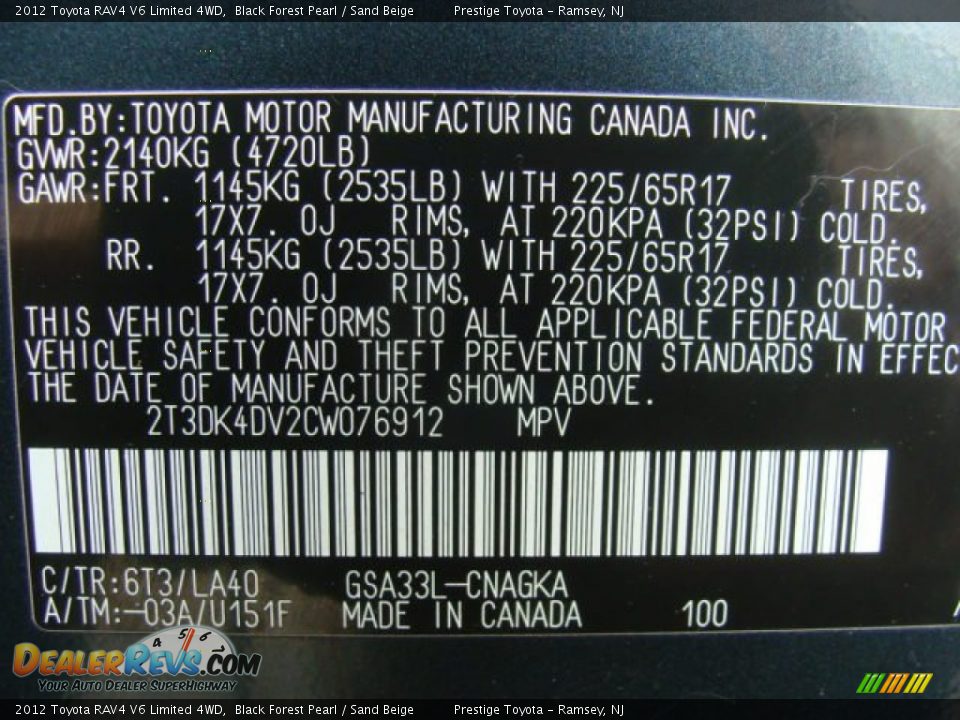 2012 Toyota RAV4 V6 Limited 4WD, Black Forest Pearl / Sand Beige Prestige Toyota - Ramsey, NJ
MFD.BY:TOYOTA MOTOR MANUFACTURING CANADA INC.
GVWR:2140KG (4720LB)
GAWR:FRT. 1145KG (2535LB) WITH 225/65R17 TIRES,
17X7. 0J RIMS, AT 220KPA (32PSI) COLD.
RR. 1145KG (2535LB) WITH 225/65R17 TIRES,
17X7. 0J RIMS, AT 220KPA (32PSI) COLD.
THIS VEHICLE CONFORMS TO ALL APPLICABLE FEDERAL MOTOR
VEHICLE SAFETY AND THEFT PREVENTION STANDARDS IN EFFEC
THE DATE OF MANUFACTURE SHOWN ABOVE.
2T3DK4DV2CW076912 MPV
C/TR:6T3/LA40 GSA33L-CNAGKA
A/TM:-03A/U151F MADE IN CANADA 100
4 5 6
DEALERREVS.COM
YOUR AUTO DEALER SUPERHIGHWAY
2012 Toyota RAV4 V6 Limited 4WD, Black Forest Pearl / Sand Beige Prestige Toyota - Ramsey, NJ